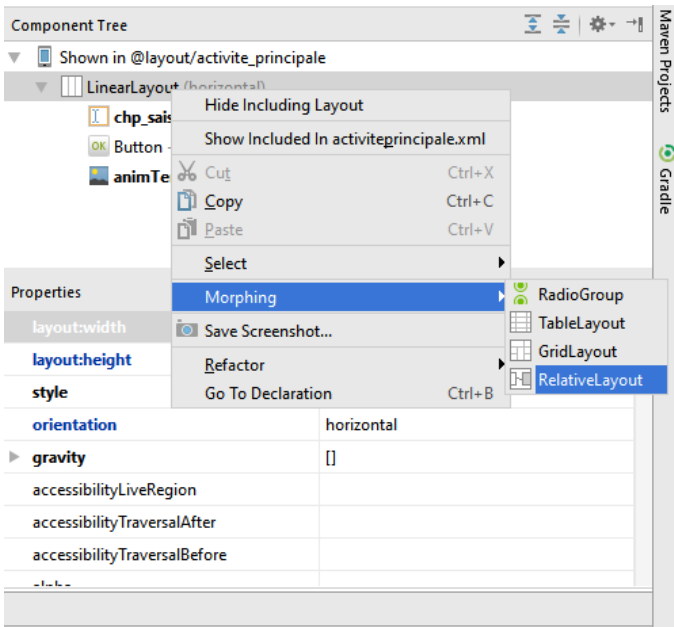 Component Tree
Shown in @layout/activite_principale
LinearLayout (horizontal)
chp_sais
Button -
animTe
Hide Including Layout
Show Included In activiteprincipale.xml
Cut Ctrl+X
Copy Ctrl+C
Paste Ctrl+V
Select
Morphing
Save Screenshot...
Refactor
Go To Declaration Ctrl+B
RadioGroup
TableLayout
GridLayout
RelativeLayout
Properties
layout:width
layout:height
style
orientation horizontal
gravity []
accessibilityLiveRegion
accessibilityTraversalAfter
accessibilityTraversalBefore
Maven Projects
Gradle
OK